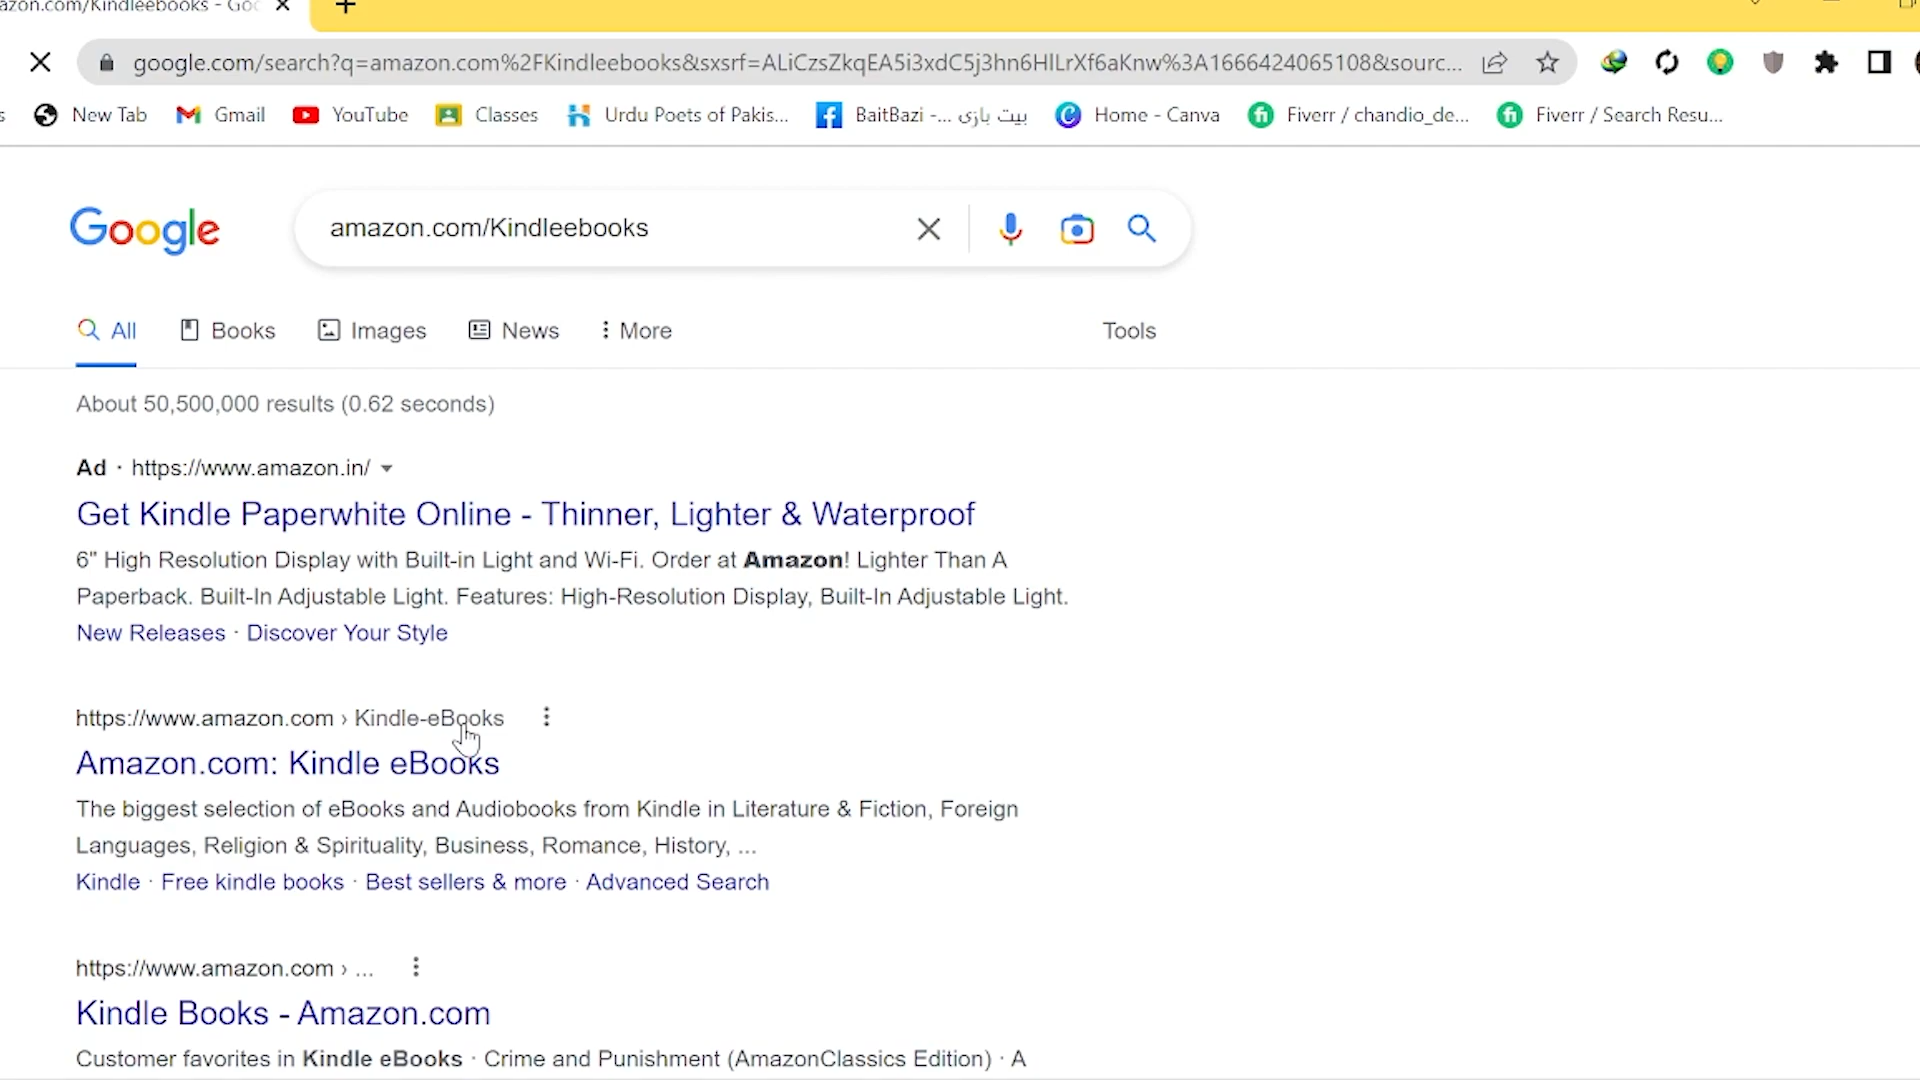 azon.com/Kindleebooks - Goo
google.com/search?q=amazon.com%2FKindleebooks&sxsrf=ALiCzsZkqEA5i3xdC5j3hn6HlLrXf6aKnw%3A1666424065108&sourc...
s New Tab Gmail YouTube Classes Urdu Poets of Pakis... BaitBazi -... بیت بازی Home - Canva Fiverr / chandio_de... Fiverr / Search Resu...
Google amazon.com/Kindleebooks
All Books Images News More Tools
About 50,500,000 results (0.62 seconds)
Ad · https://www.amazon.in/
Get Kindle Paperwhite Online - Thinner, Lighter & Waterproof
6" High Resolution Display with Built-in Light and Wi-Fi. Order at Amazon! Lighter Than A
Paperback. Built-In Adjustable Light. Features: High-Resolution Display, Built-In Adjustable Light.
New Releases · Discover Your Style
https://www.amazon.com › Kindle-eBooks
Amazon.com: Kindle eBooks
The biggest selection of eBooks and Audiobooks from Kindle in Literature & Fiction, Foreign
Languages, Religion & Spirituality, Business, Romance, History, ...
Kindle · Free kindle books · Best sellers & more · Advanced Search
https://www.amazon.com › ...
Kindle Books - Amazon.com
Customer favorites in Kindle eBooks · Crime and Punishment (AmazonClassics Edition) · A